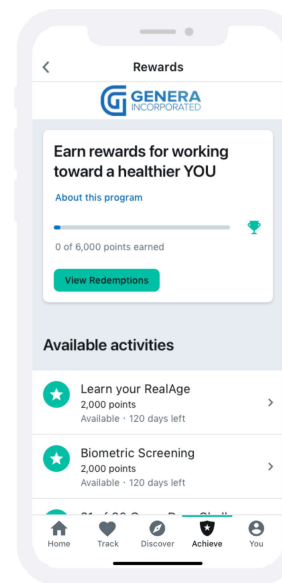 Rewards
GENERA
INCORPORATED
Earn rewards for working
toward a healthier YOU
About this program
0 of 6,000 points earned
View Redemptions
Available activities
Learn your RealAge
2,000 points
Available · 120 days left
Biometric Screening
2,000 points
Available · 120 days left
Home
Track
Discover
Achieve
You